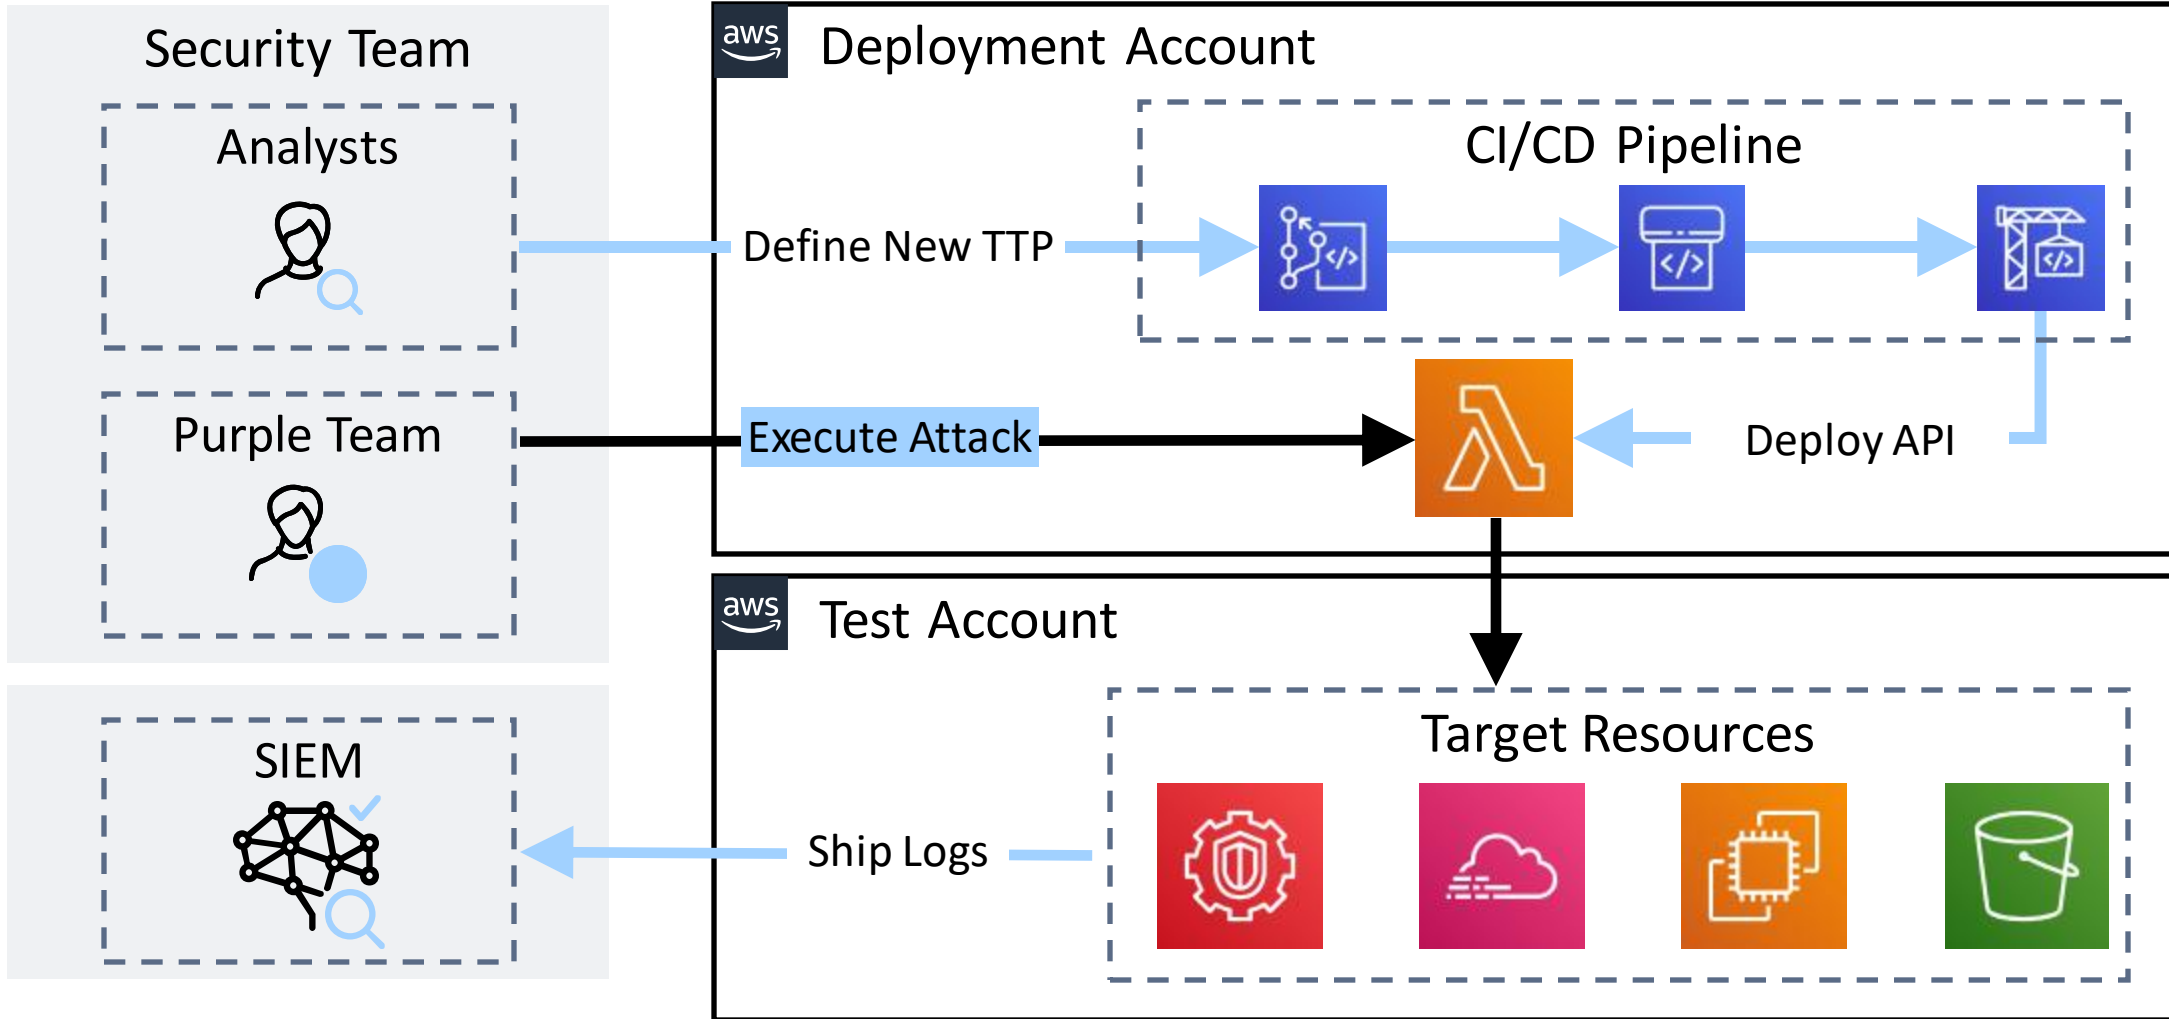 Security Team
Analysts
Purple Team
SIEM
aws
Deployment Account
CI/CD Pipeline
Define New TTP
</>
</>
</>
Execute Attack
Deploy API
aws
Test Account
Target Resources
Ship Logs